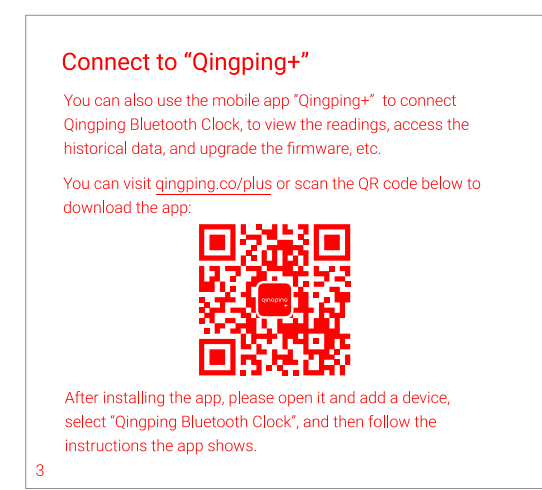 Connect to “Qingping+”
You can also use the mobile app “Qingping+”  to connect
Qingping Bluetooth Clock, to view the readings, access the
historical data, and upgrade the firmware, etc.
You can visit qingping.co/plus or scan the QR code below to
download the app:
qingping
+
After installing the app, please open it and add a device,
select “Qingping Bluetooth Clock”, and then follow the
instructions the app shows.
3